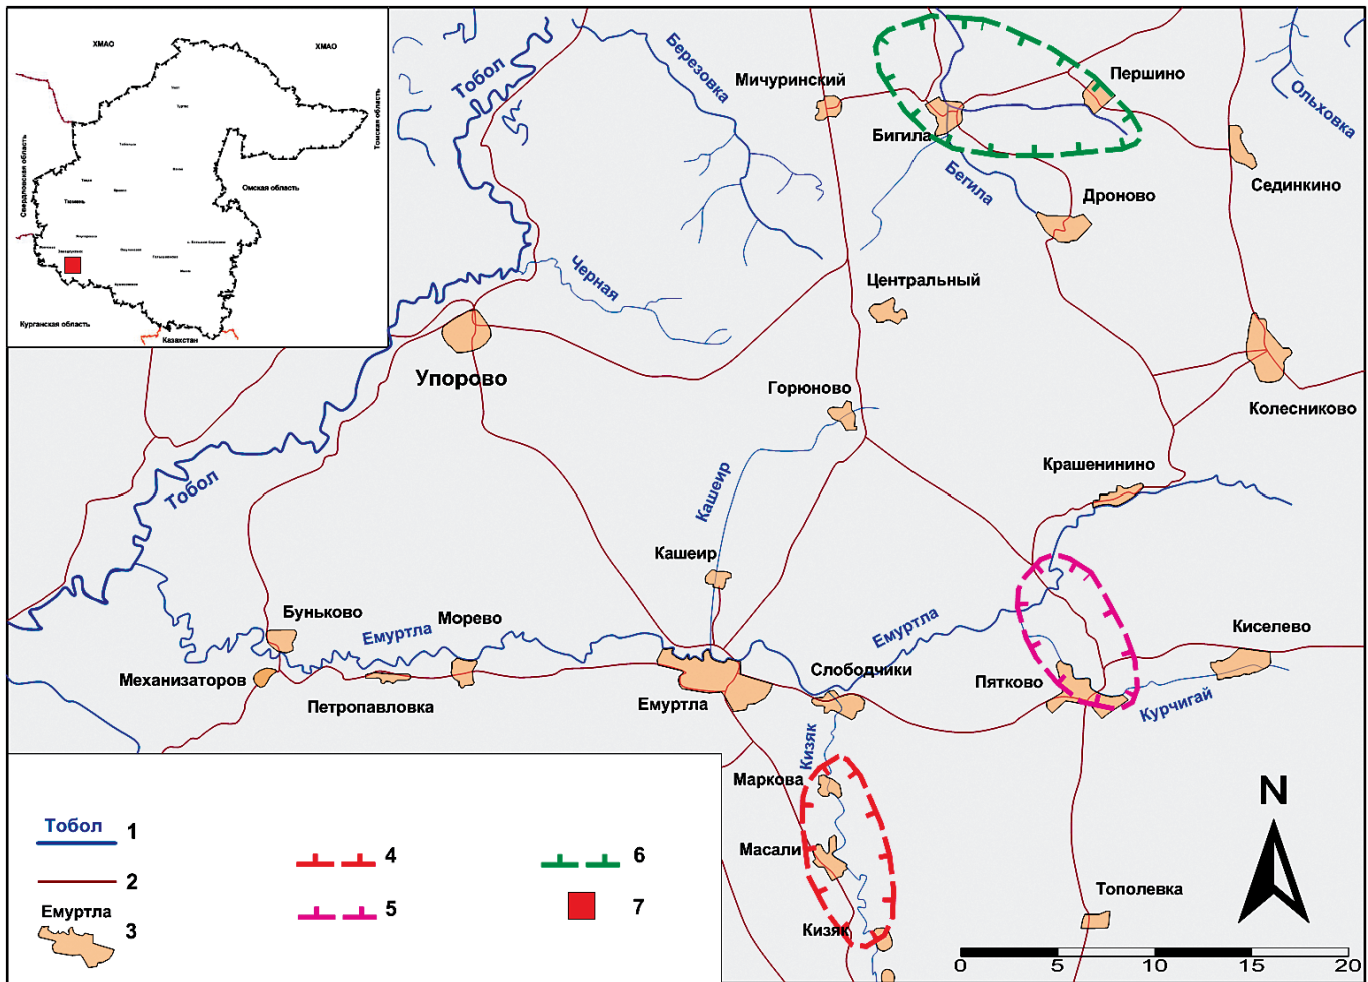 ХМАО
ХМАО
Томская область
Свердловская область
Омская область
Тюмень
Курганская область
Казахстан
Тобол
Березовка
Мичуринский
Першино
Ольховка
Бигила
Бегила
Сединкино
Дроново
Черная
Центральный
Упорово
Горюново
Колесниково
Тобол
Кашеир
Крашенинино
Кашеир
Буньково
Морево
Емуртла
Емуртла
Киселево
Механизаторов
Слободчики
Пятково
Петропавловка
Емуртла
Курчигай
Кизяк
Маркова
Масали
Кизяк
Тополевка
N
0 5 10 15 20
Тобол 1
2
Емуртла
3
4
5
6
7